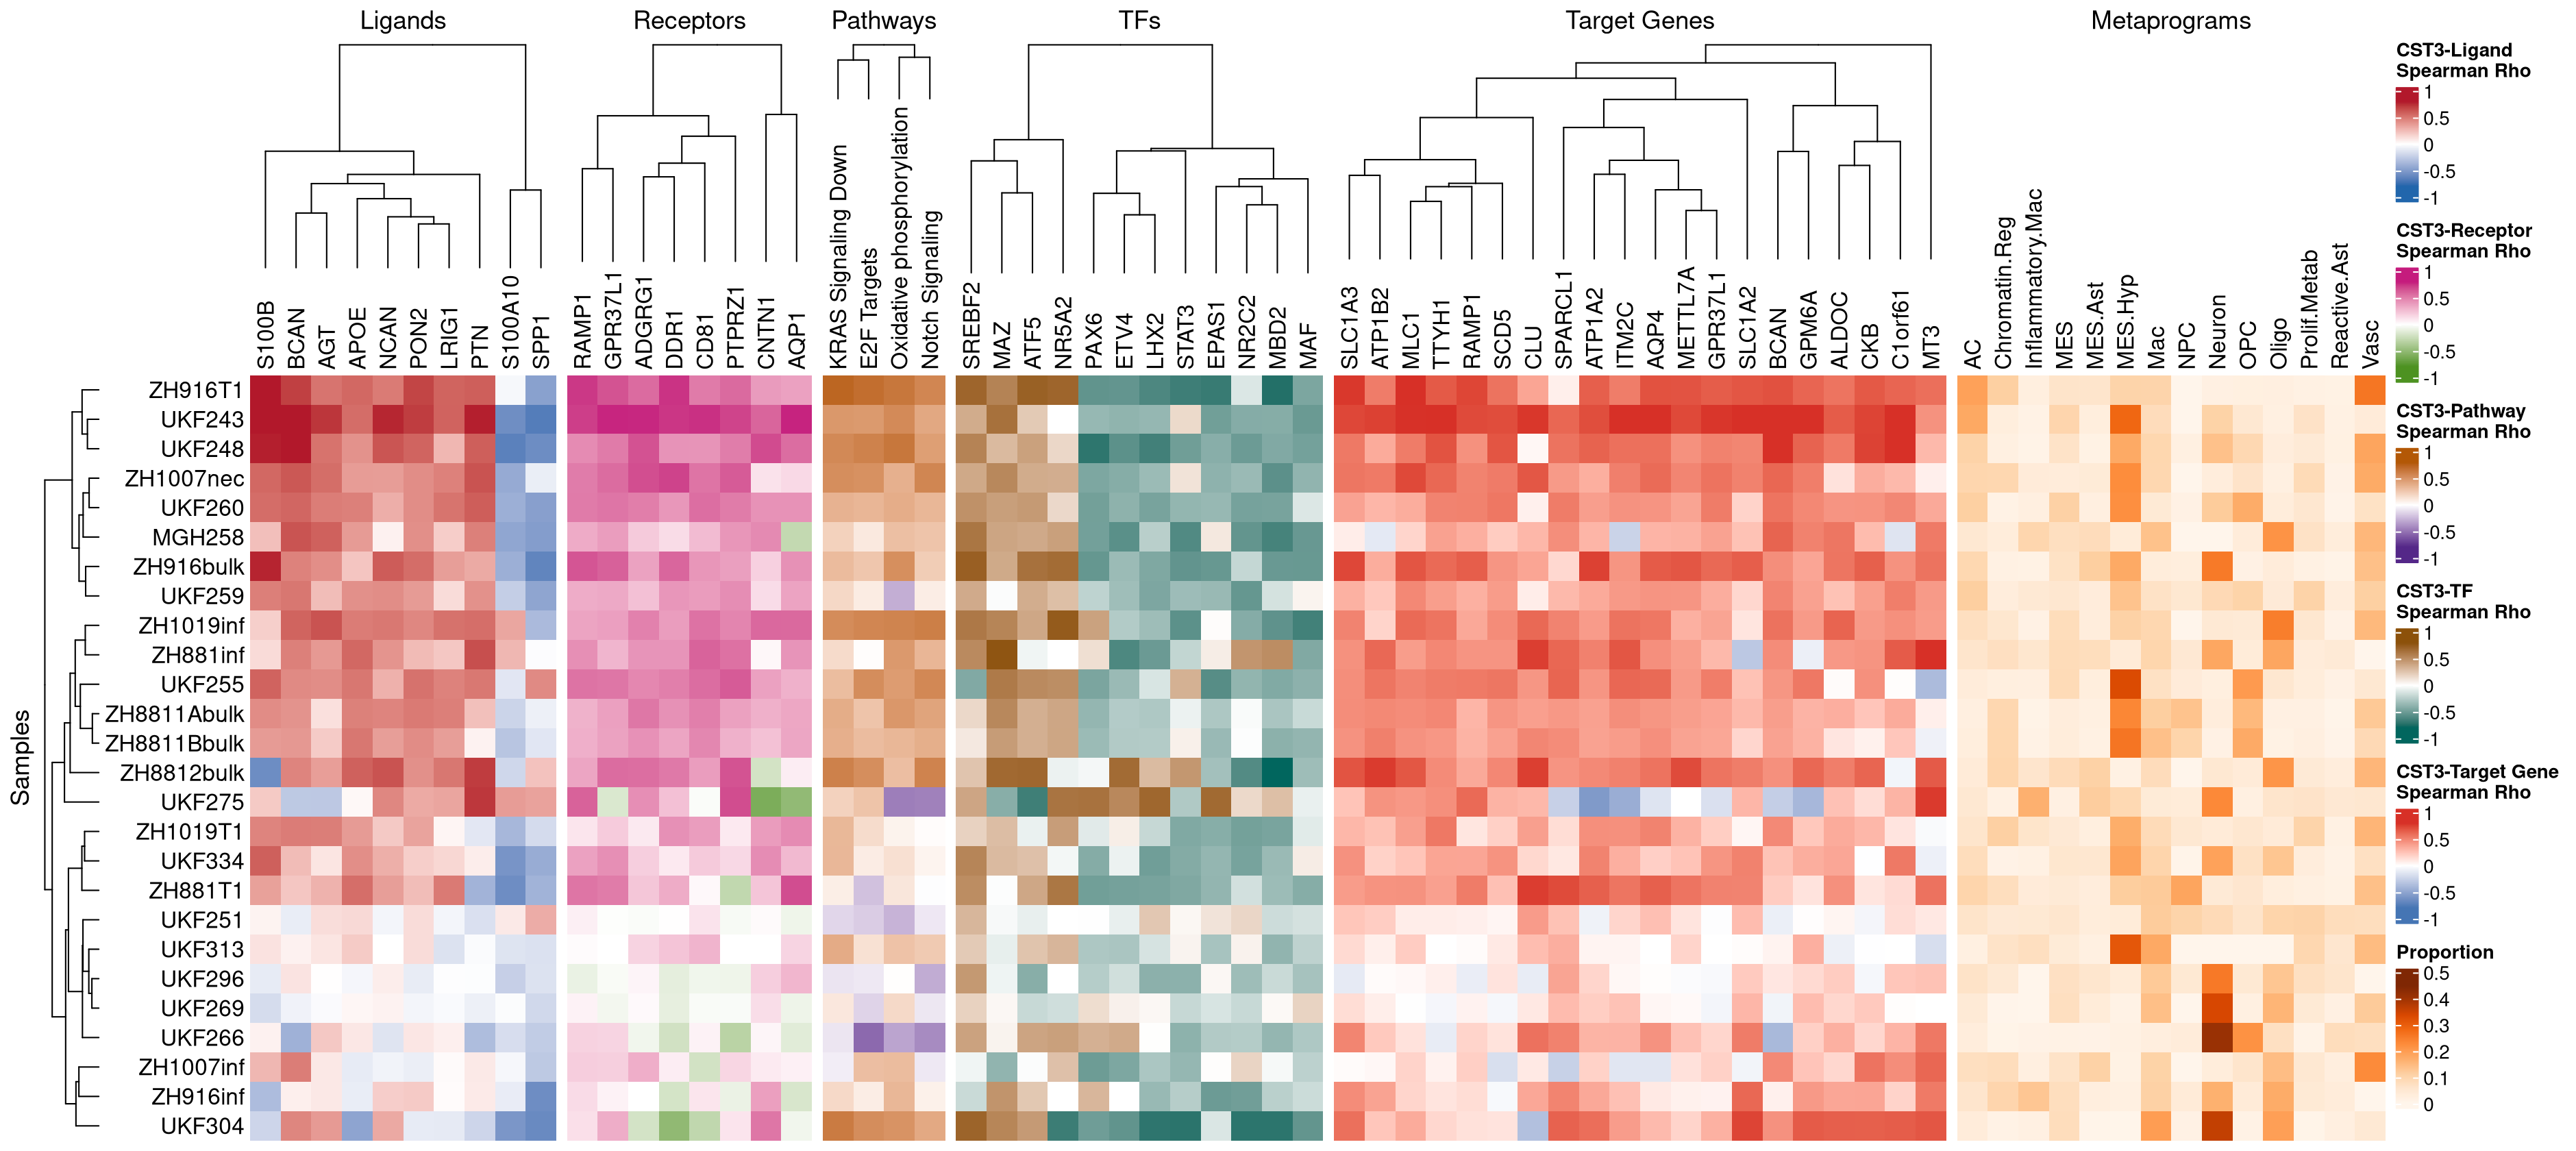 Ligands
Receptors
Pathways
TFs
Target Genes
Metaprograms
S100B
BCAN
AGT
APOE
NCAN
PON2
LRIG1
PTN
S100A10
SPP1
RAMP1
GPR37L1
ADGRG1
DDR1
CD81
PTPRZ1
CNTN1
AQP1
KRAS Signaling Down
E2F Targets
Oxidative phosphorylation
Notch Signaling
SREBF2
MAZ
ATF5
NR5A2
PAX6
ETV4
LHX2
STAT3
EPAS1
NR2C2
MBD2
MAF
SLC1A3
ATP1B2
MLC1
TTYH1
RAMP1
SCD5
CLU
SPARCL1
ATP1A2
ITM2C
AQP4
METTL7A
GPR37L1
SLC1A2
BCAN
GPM6A
ALDOC
CKB
C1orf61
MT3
AC
Chromatin.Reg
Inflammatory.Mac
MES
MES.Ast
MES.Hyp
Mac
NPC
Neuron
OPC
Oligo
Prolif.Metab
Reactive.Ast
Vasc
Samples
ZH916T1
UKF243
UKF248
ZH1007nec
UKF260
MGH258
ZH916bulk
UKF259
ZH1019inf
ZH881inf
UKF255
ZH8811Abulk
ZH8811Bbulk
ZH8812bulk
UKF275
ZH1019T1
UKF334
ZH881T1
UKF251
UKF313
UKF296
UKF269
UKF266
ZH1007inf
ZH916inf
UKF304
CST3-Ligand
Spearman Rho
1
0.5
0
-0.5
-1
CST3-Receptor
Spearman Rho
1
0.5
0
-0.5
-1
CST3-Pathway
Spearman Rho
1
0.5
0
-0.5
-1
CST3-TF
Spearman Rho
1
0.5
0
-0.5
-1
CST3-Target Gene
Spearman Rho
1
0.5
0
-0.5
-1
Proportion
0.5
0.4
0.3
0.2
0.1
0